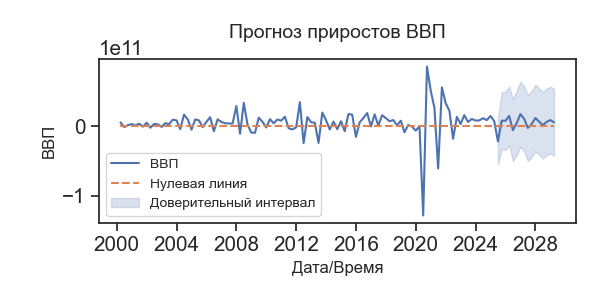 Прогноз приростов ВВП
1e11
ВВП
0
−1
ВВП
Нулевая линия
Доверительный интервал
2000 2004 2008 2012 2016 2020 2024 2028
Дата/Время